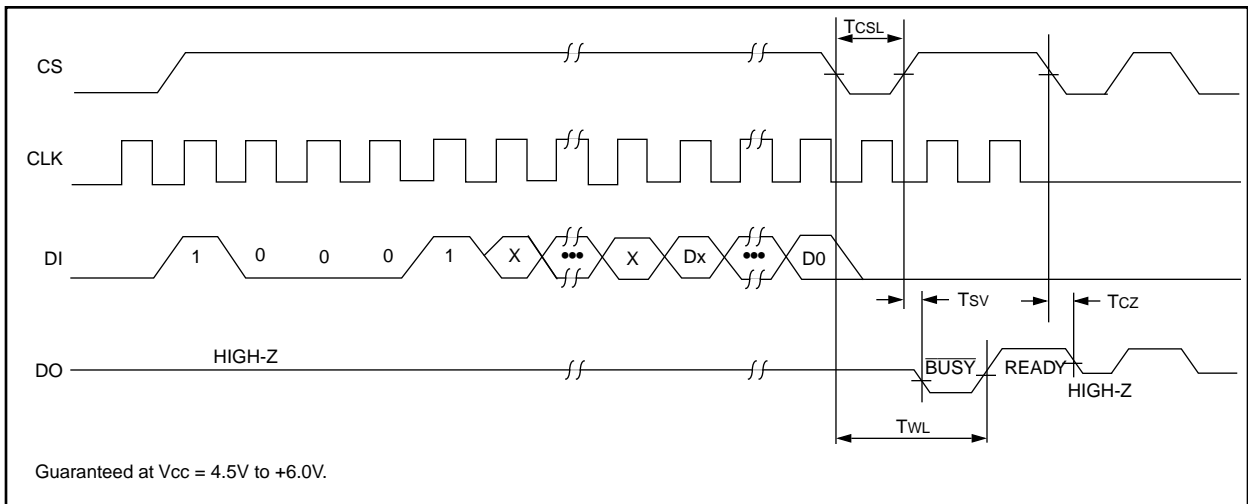 TCSL
CS
CLK
DI 1 0 0 0 1 X ••• X Dx ••• D0
TSV TCZ
HIGH-Z
DO BUSY READY
HIGH-Z
TWL
Guaranteed at Vcc = 4.5V to +6.0V.